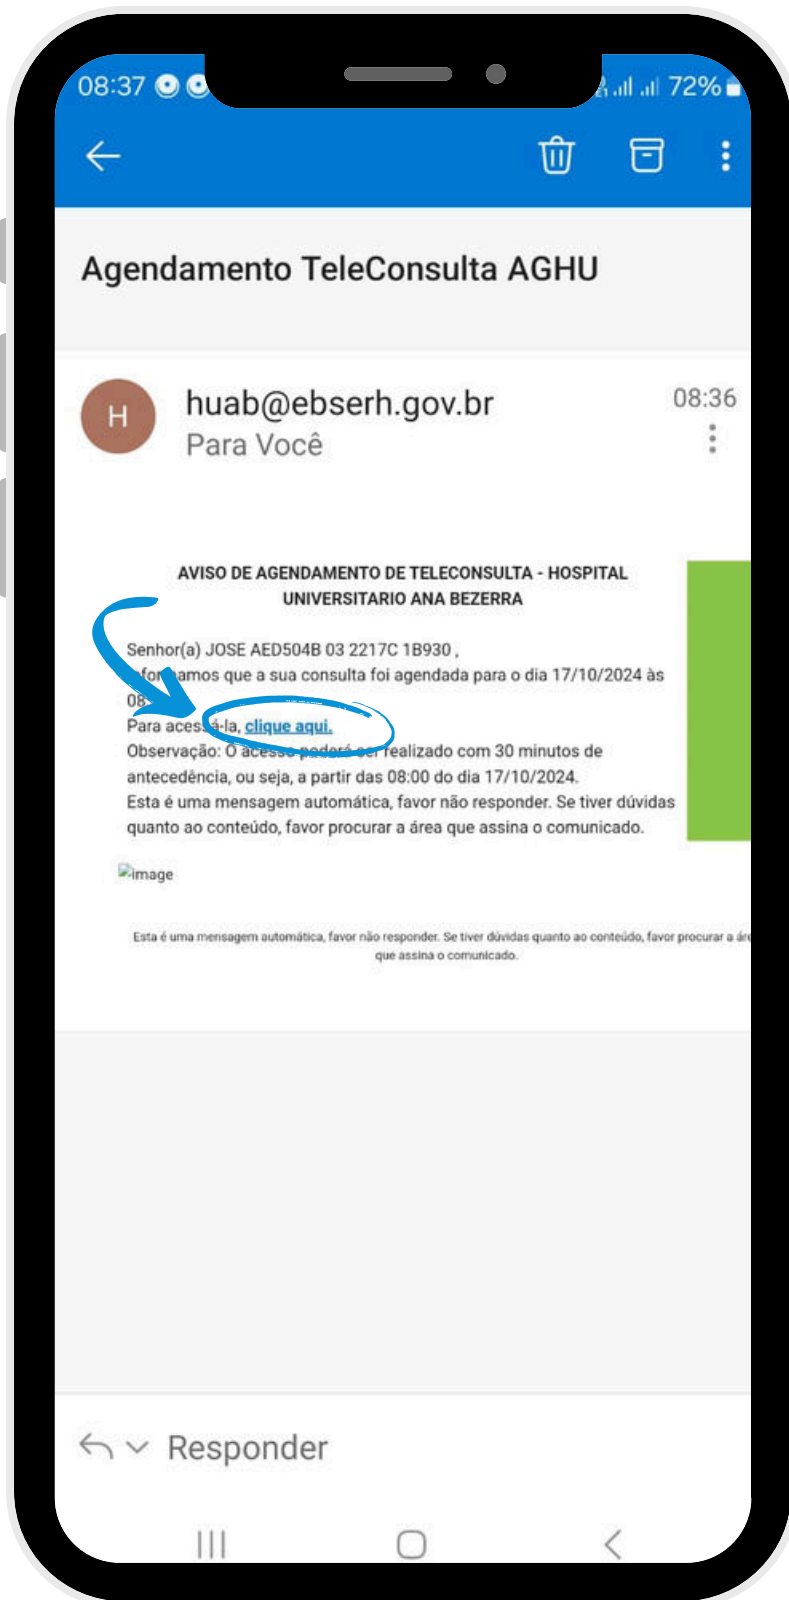 08:37
72%
Agendamento TeleConsulta AGHU
H
huab@ebserh.gov.br
08:36
Para Você
AVISO DE AGENDAMENTO DE TELECONSULTA - HOSPITAL
UNIVERSITARIO ANA BEZERRA
Senhor(a) JOSE AED504B 03 2217C 1B930 ,
amos que a sua consulta foi agendada para o dia 17/10/2024 às
08
Para acessá-la, clique aqui.
Observação: O acesso poderá ser realizado com 30 minutos de
antecedência, ou seja, a partir das 08:00 do dia 17/10/2024.
Esta é uma mensagem automática, favor não responder. Se tiver dúvidas
quanto ao conteúdo, favor procurar a área que assina o comunicado.
image
Esta é uma mensagem automática, favor não responder. Se tiver dúvidas quanto ao conteúdo, favor procurar a áre
que assina o comunicado.
Responder